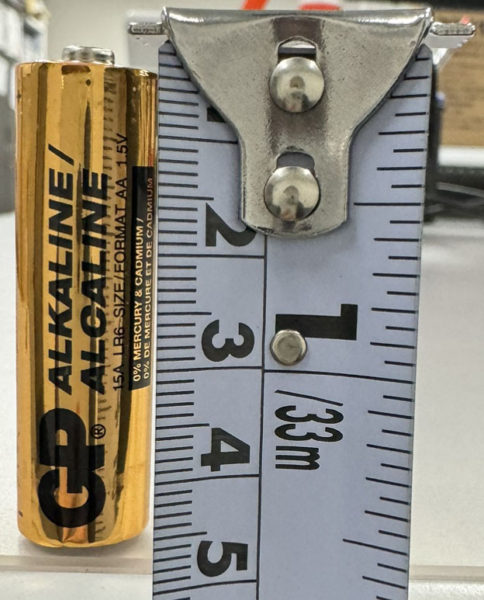 GP® ALKALINE/
ALCALINE
15A LR6-SIZE/FORMAT AA 1.5V
0% MERCURY & CADMIUM/
0% DE MERCURE ET DE CADMIUM
1
2
3
4
5
1
/33m